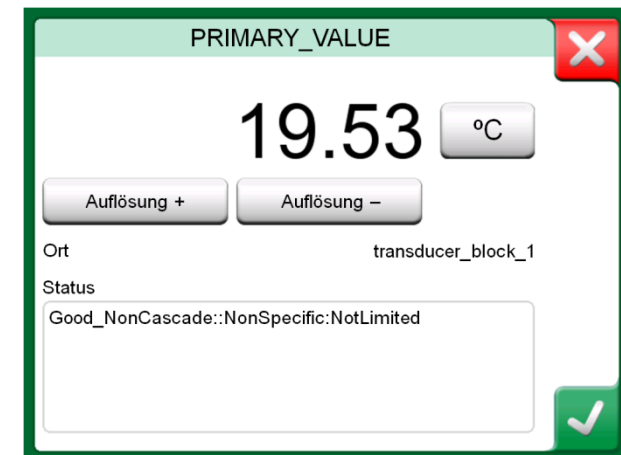 PRIMARY_VALUE
19.53 ºC
Auflösung + Auflösung –
Ort transducer_block_1
Status
Good_NonCascade::NonSpecific:NotLimited